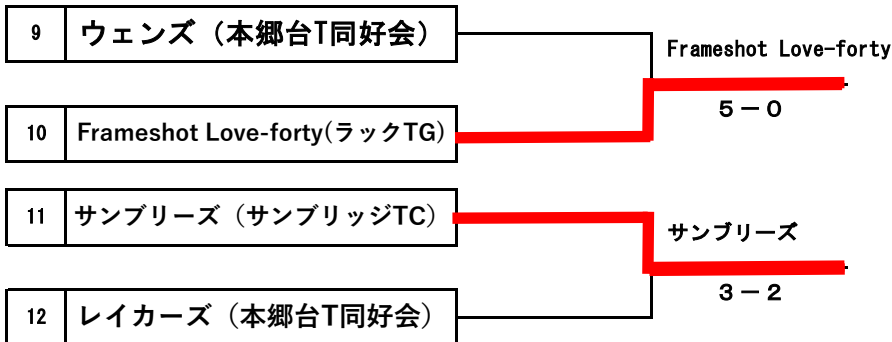 9 ウェンズ（本郷台T同好会）
Frameshot Love-forty
5－0
10 Frameshot Love-forty(ラックTG)
11 サンブリーズ（サンブリッジTC）
サンブリーズ
3－2
12 レイカーズ（本郷台T同好会）